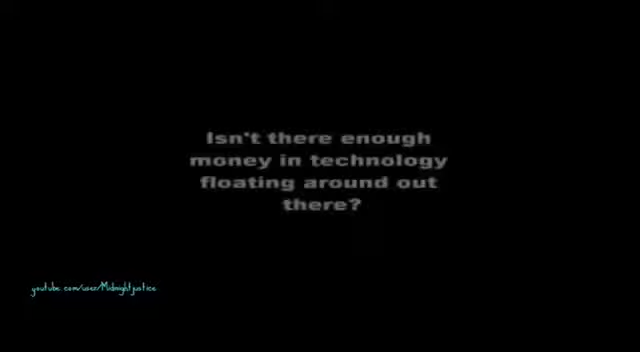 Isn't there enough
money in technology
floating around out
there?
youtube.com/user/Midnightjustice